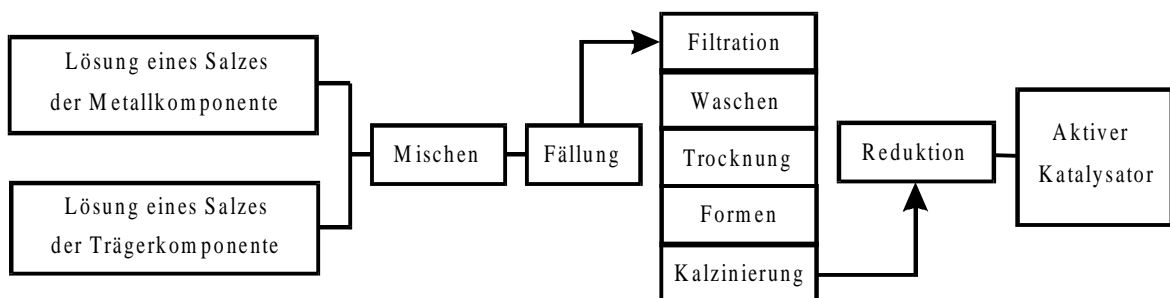 Lösung eines Salzes
der Metallkomponente
Lösung eines Salzes
der Trägerkomponente
Mischen
Fällung
Filtration
Waschen
Trocknung
Formen
Kalzinierung
Reduktion
Aktiver
Katalysator